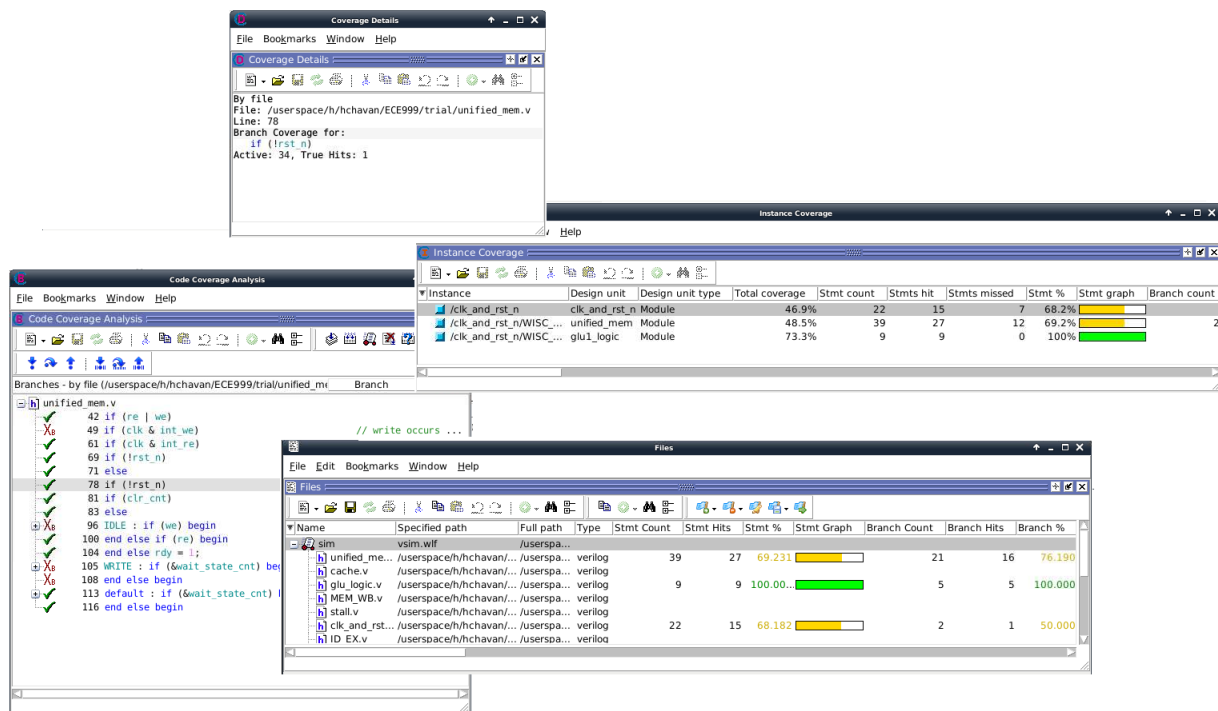 Coverage Details
File Bookmarks Window Help
Coverage Details
By file
File: /userspace/h/hchavan/ECE999/trial/unified_mem.v
Line: 78
Branch Coverage for:
if (!rst_n)
Active: 34, True Hits: 1
Instance Coverage
Help
Instance Coverage
Instance Design unit Design unit type Total coverage Stmt count Stmts hit Stmts missed Stmt % Stmt graph Branch count
/clk_and_rst_n clk_and_rst_n Module 46.9% 22 15 7 68.2%
/clk_and_rst_n/WISC_... unified_mem Module 48.5% 39 27 12 69.2% 2
/clk_and_rst_n/WISC_... glu1_logic Module 73.3% 9 9 0 100%
Code Coverage Analysis
File Bookmarks Window Help
Code Coverage Analysis
Branches - by file (/userspace/h/hchavan/ECE999/trial/unified_me Branch
unified_mem.v
42 if (re | we)
49 if (clk & int_we) // write occurs ...
61 if (clk & int_re)
69 if (!rst_n)
71 else
78 if (!rst_n)
81 if (clr_cnt)
83 else
96 IDLE : if (we) begin
100 end else if (re) begin
104 end else rdy = 1;
105 WRITE : if (&wait_state_cnt) beg
108 end else begin
113 default : if (&wait_state_cnt)
116 end else begin
Files
File Edit Bookmarks Window Help
Files
Name Specified path Full path Type Stmt Count Stmt Hits Stmt % Stmt Graph Branch Count Branch Hits Branch %
sim vsim.wlf /userspa...
unified_me... /userspace/h/hchavan/... /userspa... verilog 39 27 69.231 21 16 76.190
cache.v /userspace/h/hchavan/... /userspa... verilog
glu_logic.v /userspace/h/hchavan/... /userspa... verilog 9 9 100.00... 5 5 100.000
MEM_WB.v /userspace/h/hchavan/... /userspa... verilog
stall.v /userspace/h/hchavan/... /userspa... verilog
clk_and_rst... /userspace/h/hchavan/... /userspa... verilog 22 15 68.182 2 1 50.000
ID_EX.v /userspace/h/hchavan/... /userspa... verilog